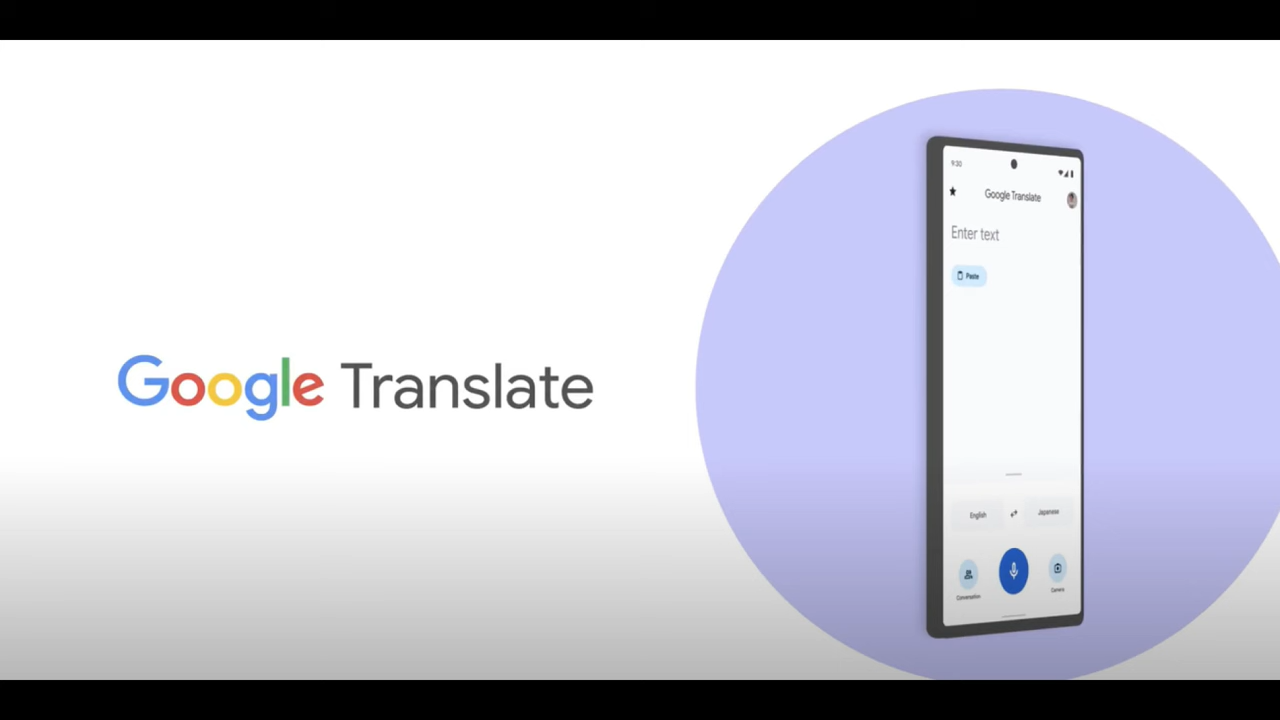 Google Translate
9:30
Google Translate
Enter text
Paste
English
Japanese
Conversation
Camera